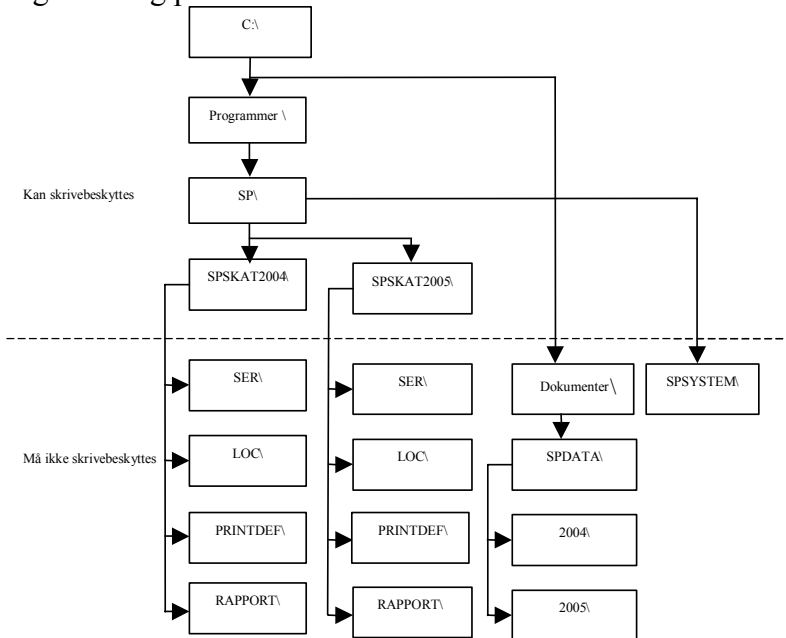 C:\
Programmer \
Kan skrivebeskyttes
SP\
SPSKAT2004\
SPSKAT2005\
SER\
SER\
Dokumenter\
SPSYSTEM\
Må ikke skrivebeskyttes
LOC\
LOC\
SPDATA\
PRINTDEF\
PRINTDEF\
2004\
RAPPORT\
RAPPORT\
2005\